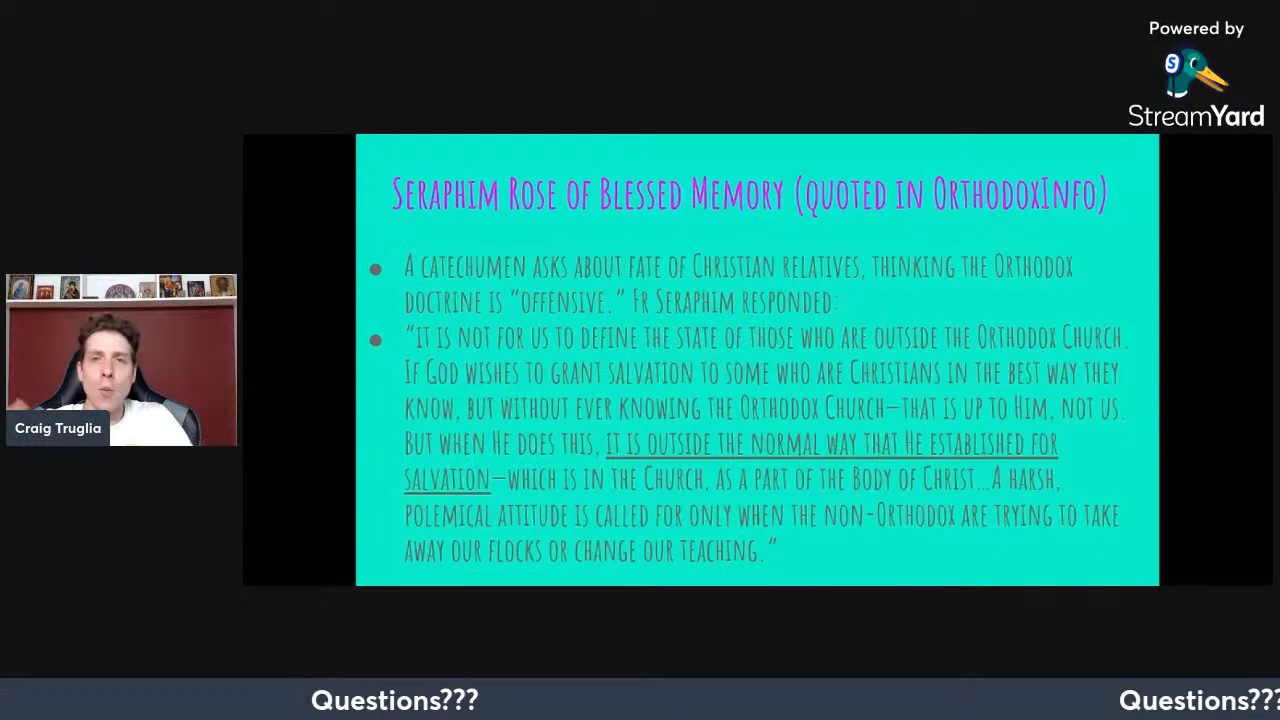 Powered by
StreamYard
Seraphim Rose of Blessed Memory (quoted in OrthodoxInfo)
● A catechumen asks about fate of Christian relatives, thinking the Orthodox
doctrine is “offensive.” Fr Seraphim responded:
● “It is not for us to define the state of those who are outside the Orthodox Church.
If God wishes to grant salvation to some who are Christians in the best way they
know, but without ever knowing the Orthodox Church—that is up to Him, not us.
But when He does this, it is outside the normal way that He established for
salvation—which is in the Church, as a part of the Body of Christ…A harsh,
polemical attitude is called for only when the non-Orthodox are trying to take
away our flocks or change our teaching.”
Craig Truglia
Questions???
Questions???